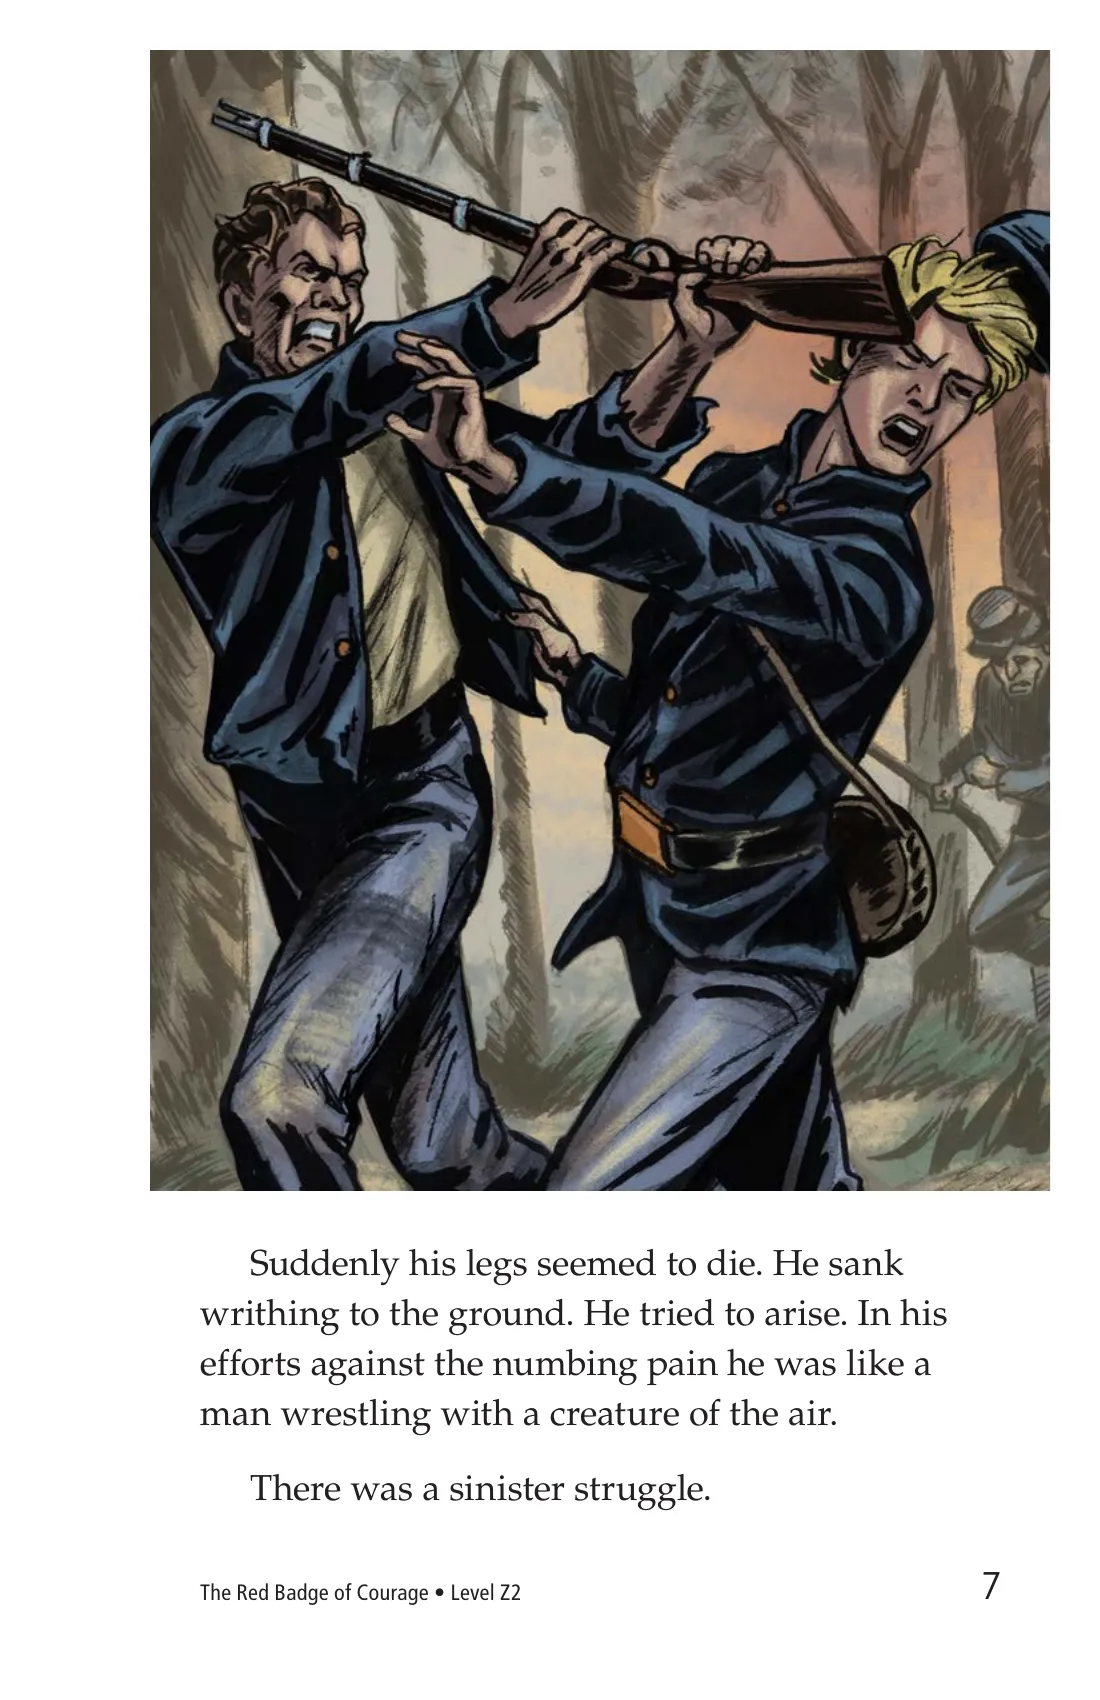 Suddenly his legs seemed to die. He sank
writhing to the ground. He tried to arise. In his
efforts against the numbing pain he was like a
man wrestling with a creature of the air.
There was a sinister struggle.
The Red Badge of Courage • Level Z2
7